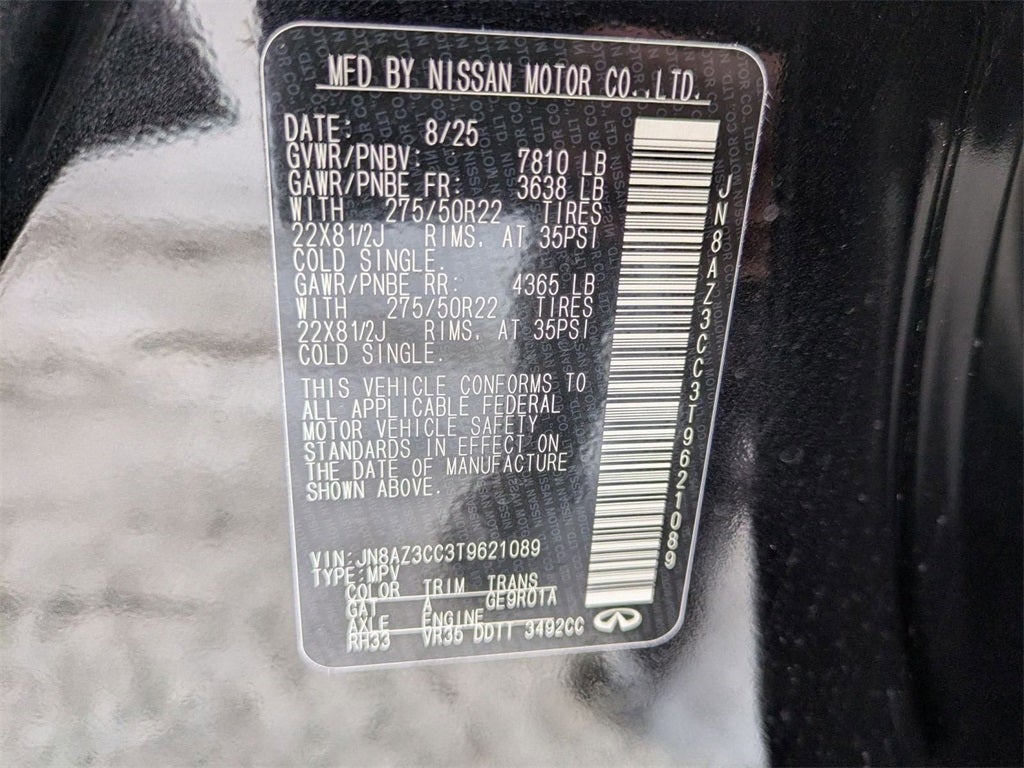 MFD BY NISSAN MOTOR CO.,LTD.
DATE: 8/25
GVWR/PNBV: 7810 LB
GAWR/PNBE FR: 3638 LB
WITH 275/50R22 TIRES
22X81/2J RIMS. AT 35PSI
COLD SINGLE.
GAWR/PNBE RR: 4365 LB
WITH 275/50R22 TIRES
22X81/2J RIMS. AT 35PSI
COLD SINGLE.
THIS VEHICLE CONFORMS TO
ALL APPLICABLE FEDERAL
MOTOR VEHICLE SAFETY
STANDARDS IN EFFECT ON
THE DATE OF MANUFACTURE
SHOWN ABOVE.
VIN:JN8AZ3CC3T9621089
TYPE:MPV
COLOR TRIM TRANS
GAT A GE9R01A
AXLE ENGINE
RH33 VR35 DDTT 3492CC
JN8AZ3CC3T9621089